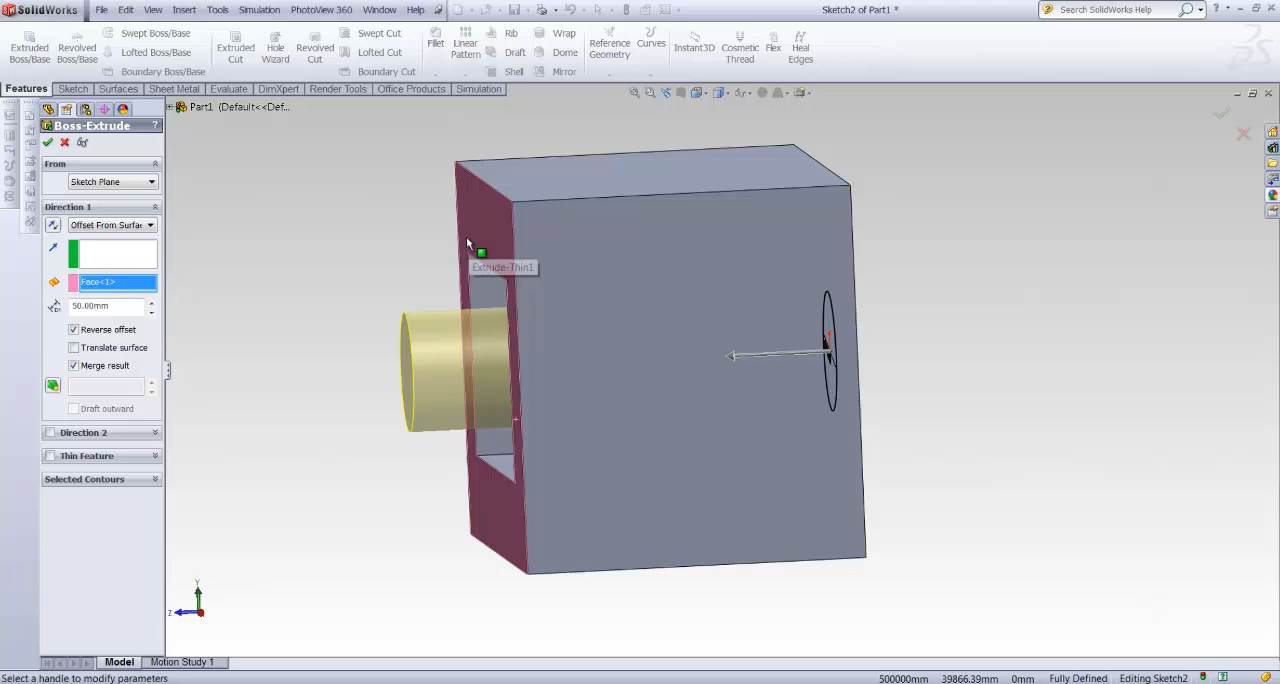 SolidWorks File Edit View Insert Tools Simulation PhotoView 360 Window Help Sketch2 of Part1 * Search SolidWorks Help
Extruded Boss/Base
Revolved Boss/Base
Swept Boss/Base
Lofted Boss/Base
Boundary Boss/Base
Extruded Cut
Hole Wizard
Revolved Cut
Swept Cut
Lofted Cut
Boundary Cut
Fillet
Linear Pattern
Rib
Draft
Shell
Wrap
Dome
Mirror
Reference Geometry
Curves
Instant3D
Cosmetic Thread
Flex
Heal Edges
Features Sketch Surfaces Sheet Metal Evaluate DimXpert Render Tools Office Products Simulation
Part1 (Default<<Def...
Boss-Extrude ?
From
Sketch Plane
Direction 1
Offset From Surfac
Face<1>
50.00mm
Reverse offset
Translate surface
Merge result
Draft outward
Direction 2
Thin Feature
Selected Contours
Extrude-Thin1
Y
Z
Model Motion Study 1
Select a handle to modify parameters 500000mm 39866.39mm 0mm Fully Defined Editing Sketch2